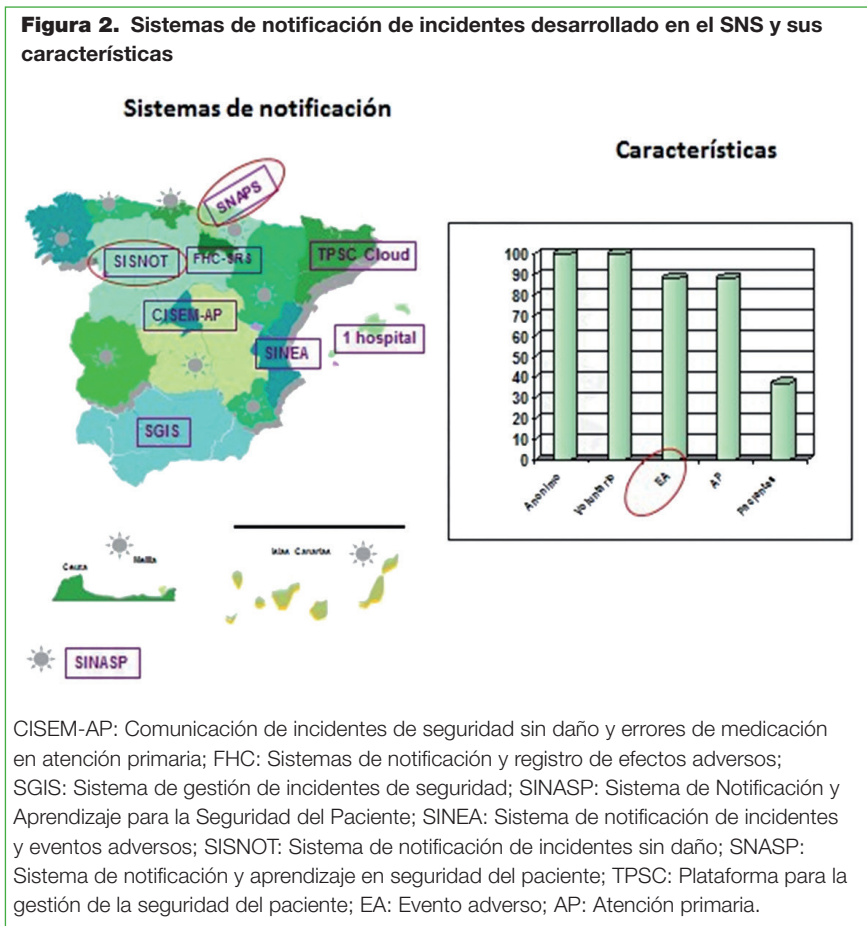 Figura 2. Sistemas de notificación de incidentes desarrollado en el SNS y sus
características
Sistemas de notificación
SNAPS
SISNOT
FHC-SRS
TPSC Cloud
CISEM-AP
SINEA
1 hospital
SGIS
Ceuta
Melilla
Islas Canarias
SINASP
Características
100
90
80
70
60
50
40
30
20
10
0
Anónimo
Voluntario
EA
AP
Pacientes
CISEM-AP: Comunicación de incidentes de seguridad sin daño y errores de medicación
en atención primaria; FHC: Sistemas de notificación y registro de efectos adversos;
SGIS: Sistema de gestión de incidentes de seguridad; SINASP: Sistema de Notificación y
Aprendizaje para la Seguridad del Paciente; SINEA: Sistema de notificación de incidentes
y eventos adversos; SISNOT: Sistema de notificación de incidentes sin daño; SNASP:
Sistema de notificación y aprendizaje en seguridad del paciente; TPSC: Plataforma para la
gestión de la seguridad del paciente; EA: Evento adverso; AP: Atención primaria.